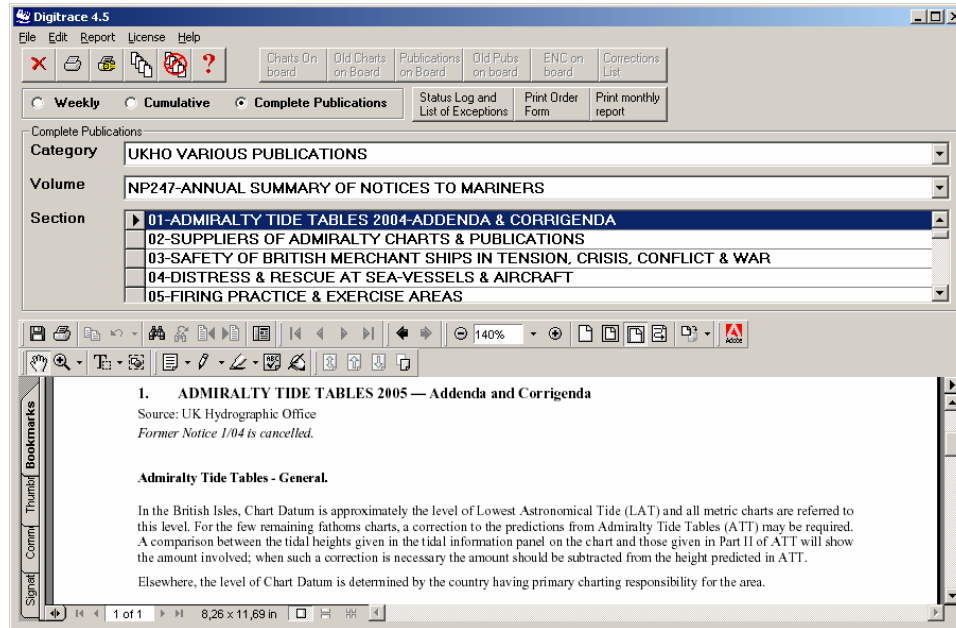 Digitrace 4.5
File Edit Report License Help
Charts On board
Old Charts on Board
Publications on Board
Old Pubs on board
ENC on board
Corrections List
Weekly
Cumulative
Complete Publications
Status Log and List of Exceptions
Print Order Form
Print monthly report
Complete Publications
Category
UKHO VARIOUS PUBLICATIONS
Volume
NP247-ANNUAL SUMMARY OF NOTICES TO MARINERS
Section
01-ADMIRALTY TIDE TABLES 2004-ADDENDA & CORRIGENDA
02-SUPPLIERS OF ADMIRALTY CHARTS & PUBLICATIONS
03-SAFETY OF BRITISH MERCHANT SHIPS IN TENSION, CRISIS, CONFLICT & WAR
04-DISTRESS & RESCUE AT SEA-VESSELS & AIRCRAFT
05-FIRING PRACTICE & EXERCISE AREAS
140%
Adobe
Bookmarks
Thumbl
Comm
Signat
1. ADMIRALTY TIDE TABLES 2005 — Addenda and Corrigenda
Source: UK Hydrographic Office
Former Notice 1/04 is cancelled.
Admiralty Tide Tables - General.
In the British Isles, Chart Datum is approximately the level of Lowest Astronomical Tide (LAT) and all metric charts are referred to
this level. For the few remaining fathoms charts, a correction to the predictions from Admiralty Tide Tables (ATT) may be required.
A comparison between the tidal heights given in the tidal information panel on the chart and those given in Part II of ATT will show
the amount involved; when such a correction is necessary the amount should be subtracted from the height predicted in ATT.
Elsewhere, the level of Chart Datum is determined by the country having primary charting responsibility for the area.
1 of 1
8,26 x 11,69 in